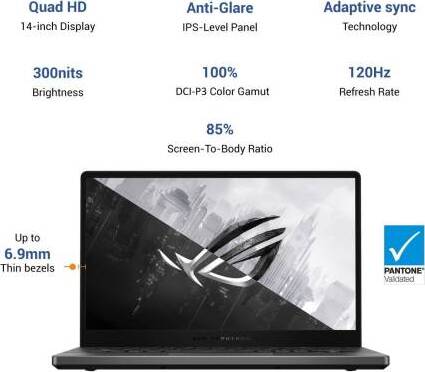 Quad HD
14-inch Display
Anti-Glare
IPS-Level Panel
Adaptive sync
Technology
300nits
Brightness
100%
DCI-P3 Color Gamut
120Hz
Refresh Rate
85%
Screen-To-Body Ratio
Up to
6.9mm
Thin bezels
PANTONE®
Validated